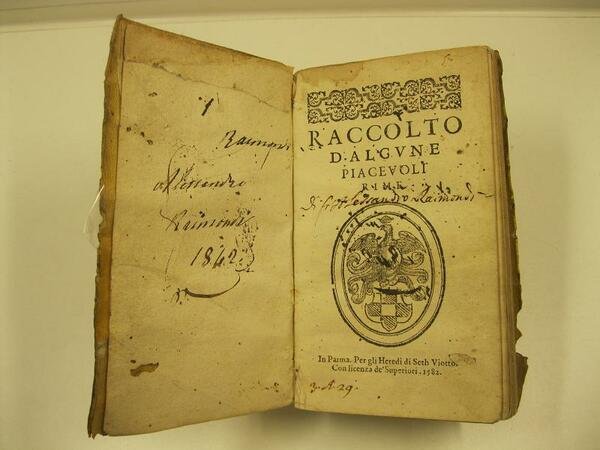 Raimondi
Alessandro
Raimondi
1842
RACCOLTO
D'ALCVNE
PIACEVOLI
RIME.
Di Alessandro Raimondi
In Parma. Per gli Heredi di Seth Viotto.
Con licenza de' Superiori. 1582.
3. A. 29.